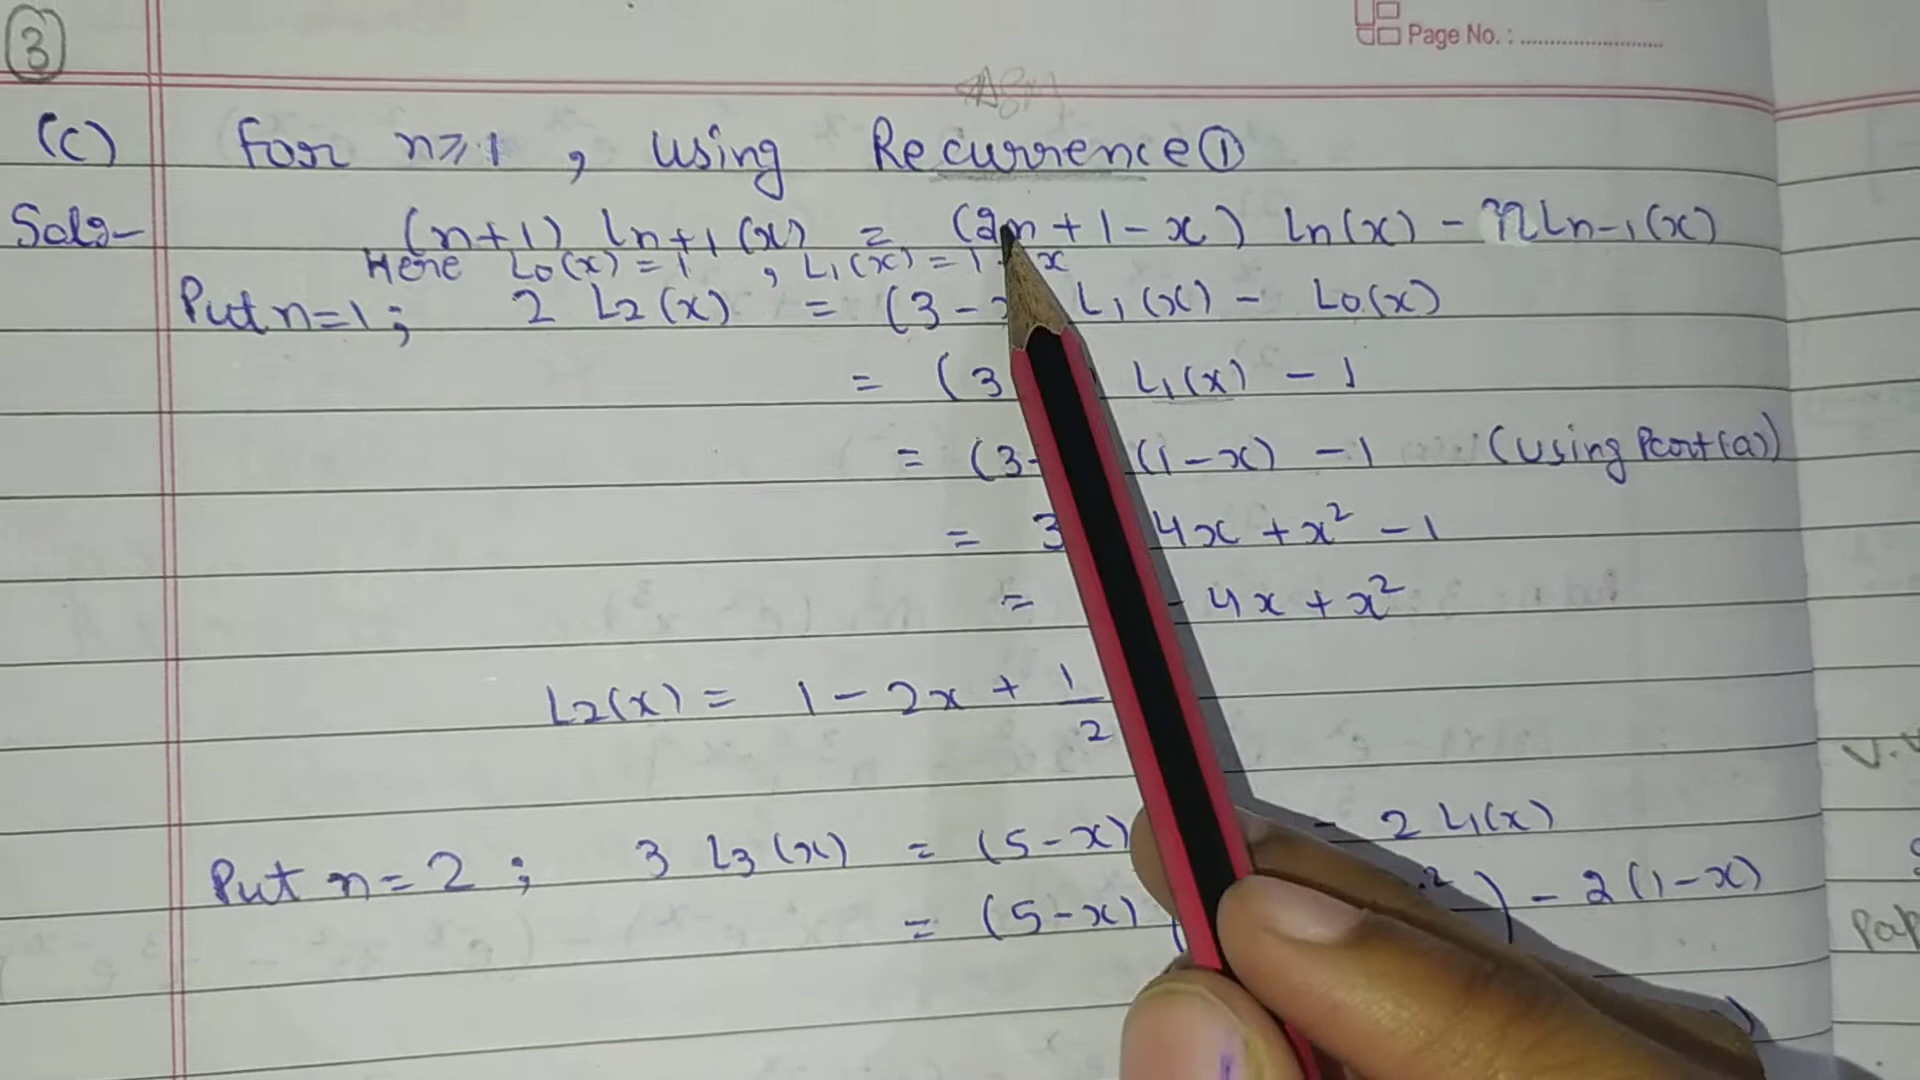 3
Page No. :
(C) For n≥1, using Recurrence ①
Sol:- (n+1) Ln+1(x) = (2n+1-x) Ln(x) - nLn-1(x)
Here L0(x) = 1, L1(x) = 1 x
Put n=1; 2 L2(x) = (3- L1(x) - L0(x)
= (3 L1(x) - 1
= (3- (1-x) -1 (using Part(a))
= 3 4x + x² - 1
= - 4x + x²
L2(x) = 1 - 2x + 1/2
Put n=2; 3 L3(x) = (5-x) - 2 L1(x)
= (5-x) ( ) - 2(1-x)